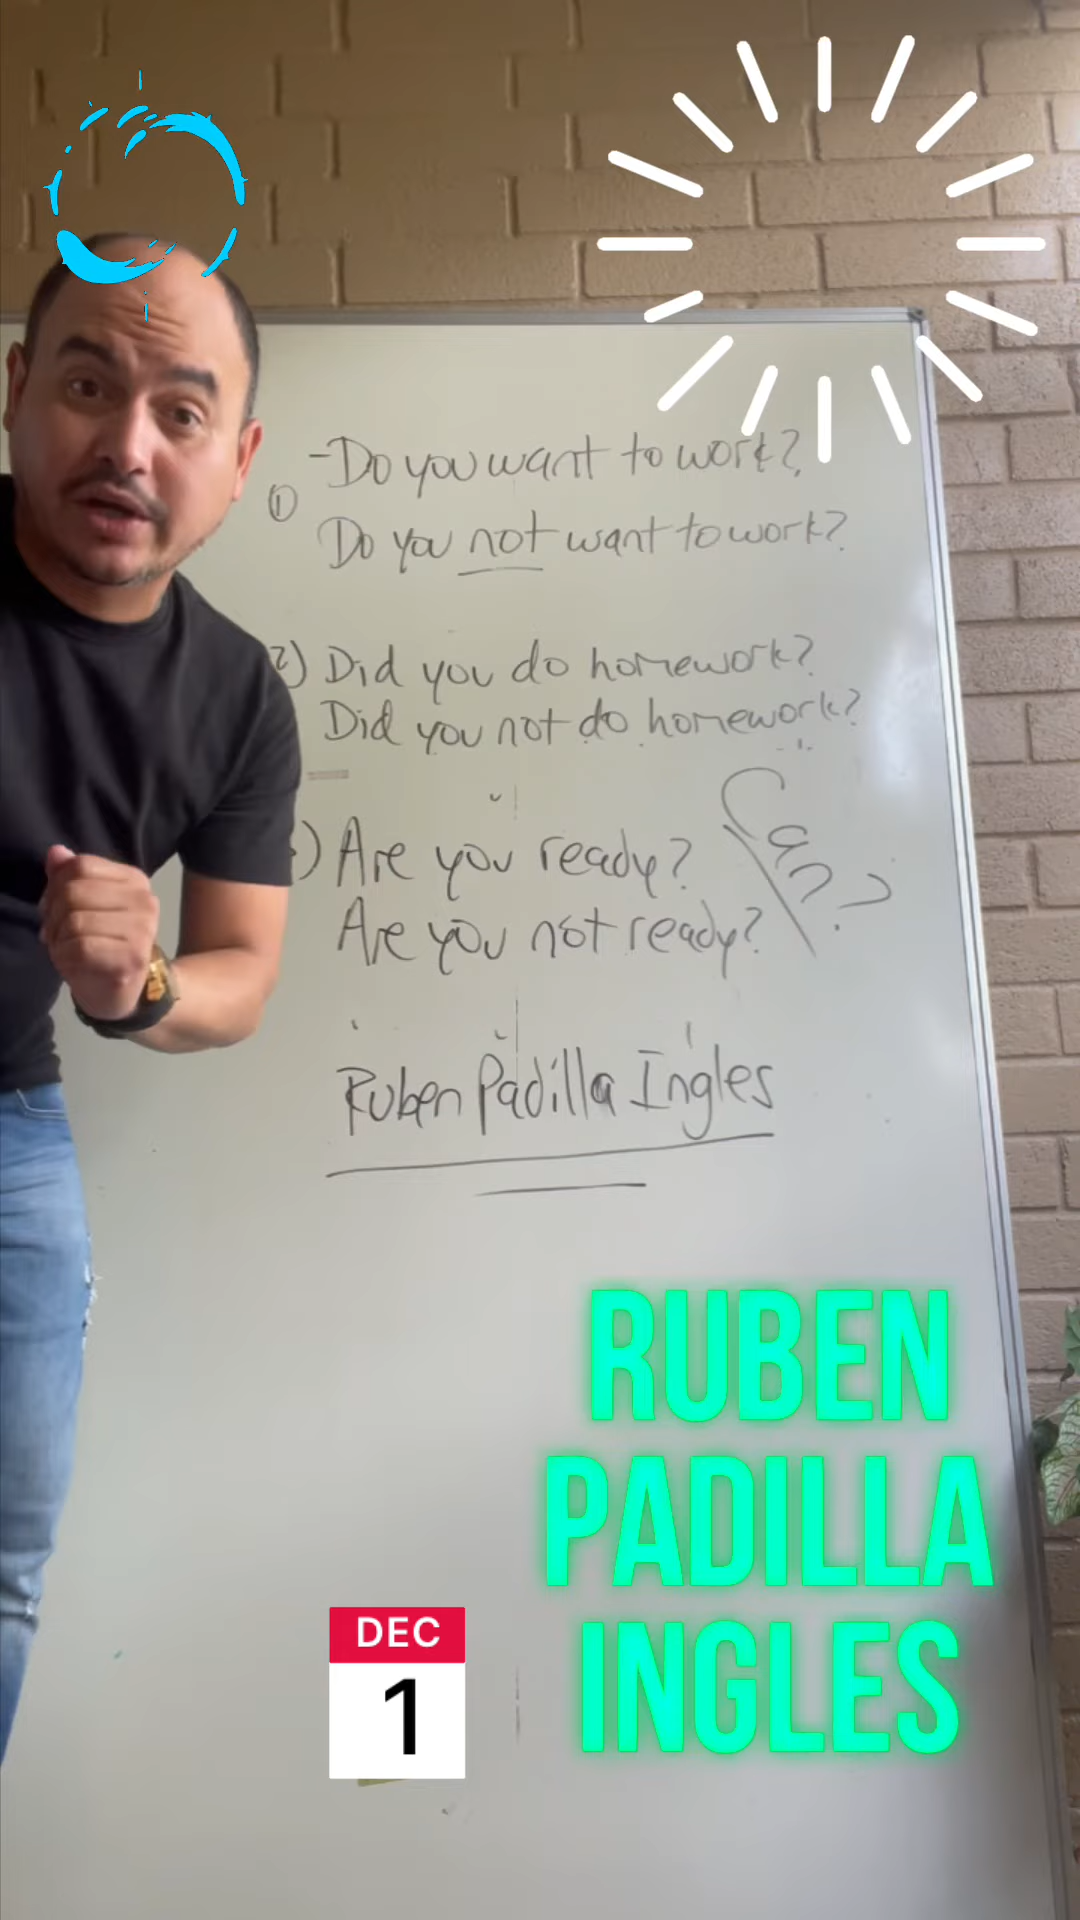 -Do you want to work?
①
Do you not want to work?
2) Did you do homework?
Did you not do homework?
) Are you ready?
Can?
Are you not ready?
Ruben Padilla Ingles
RUBEN
PADILLA
INGLES
DEC
1